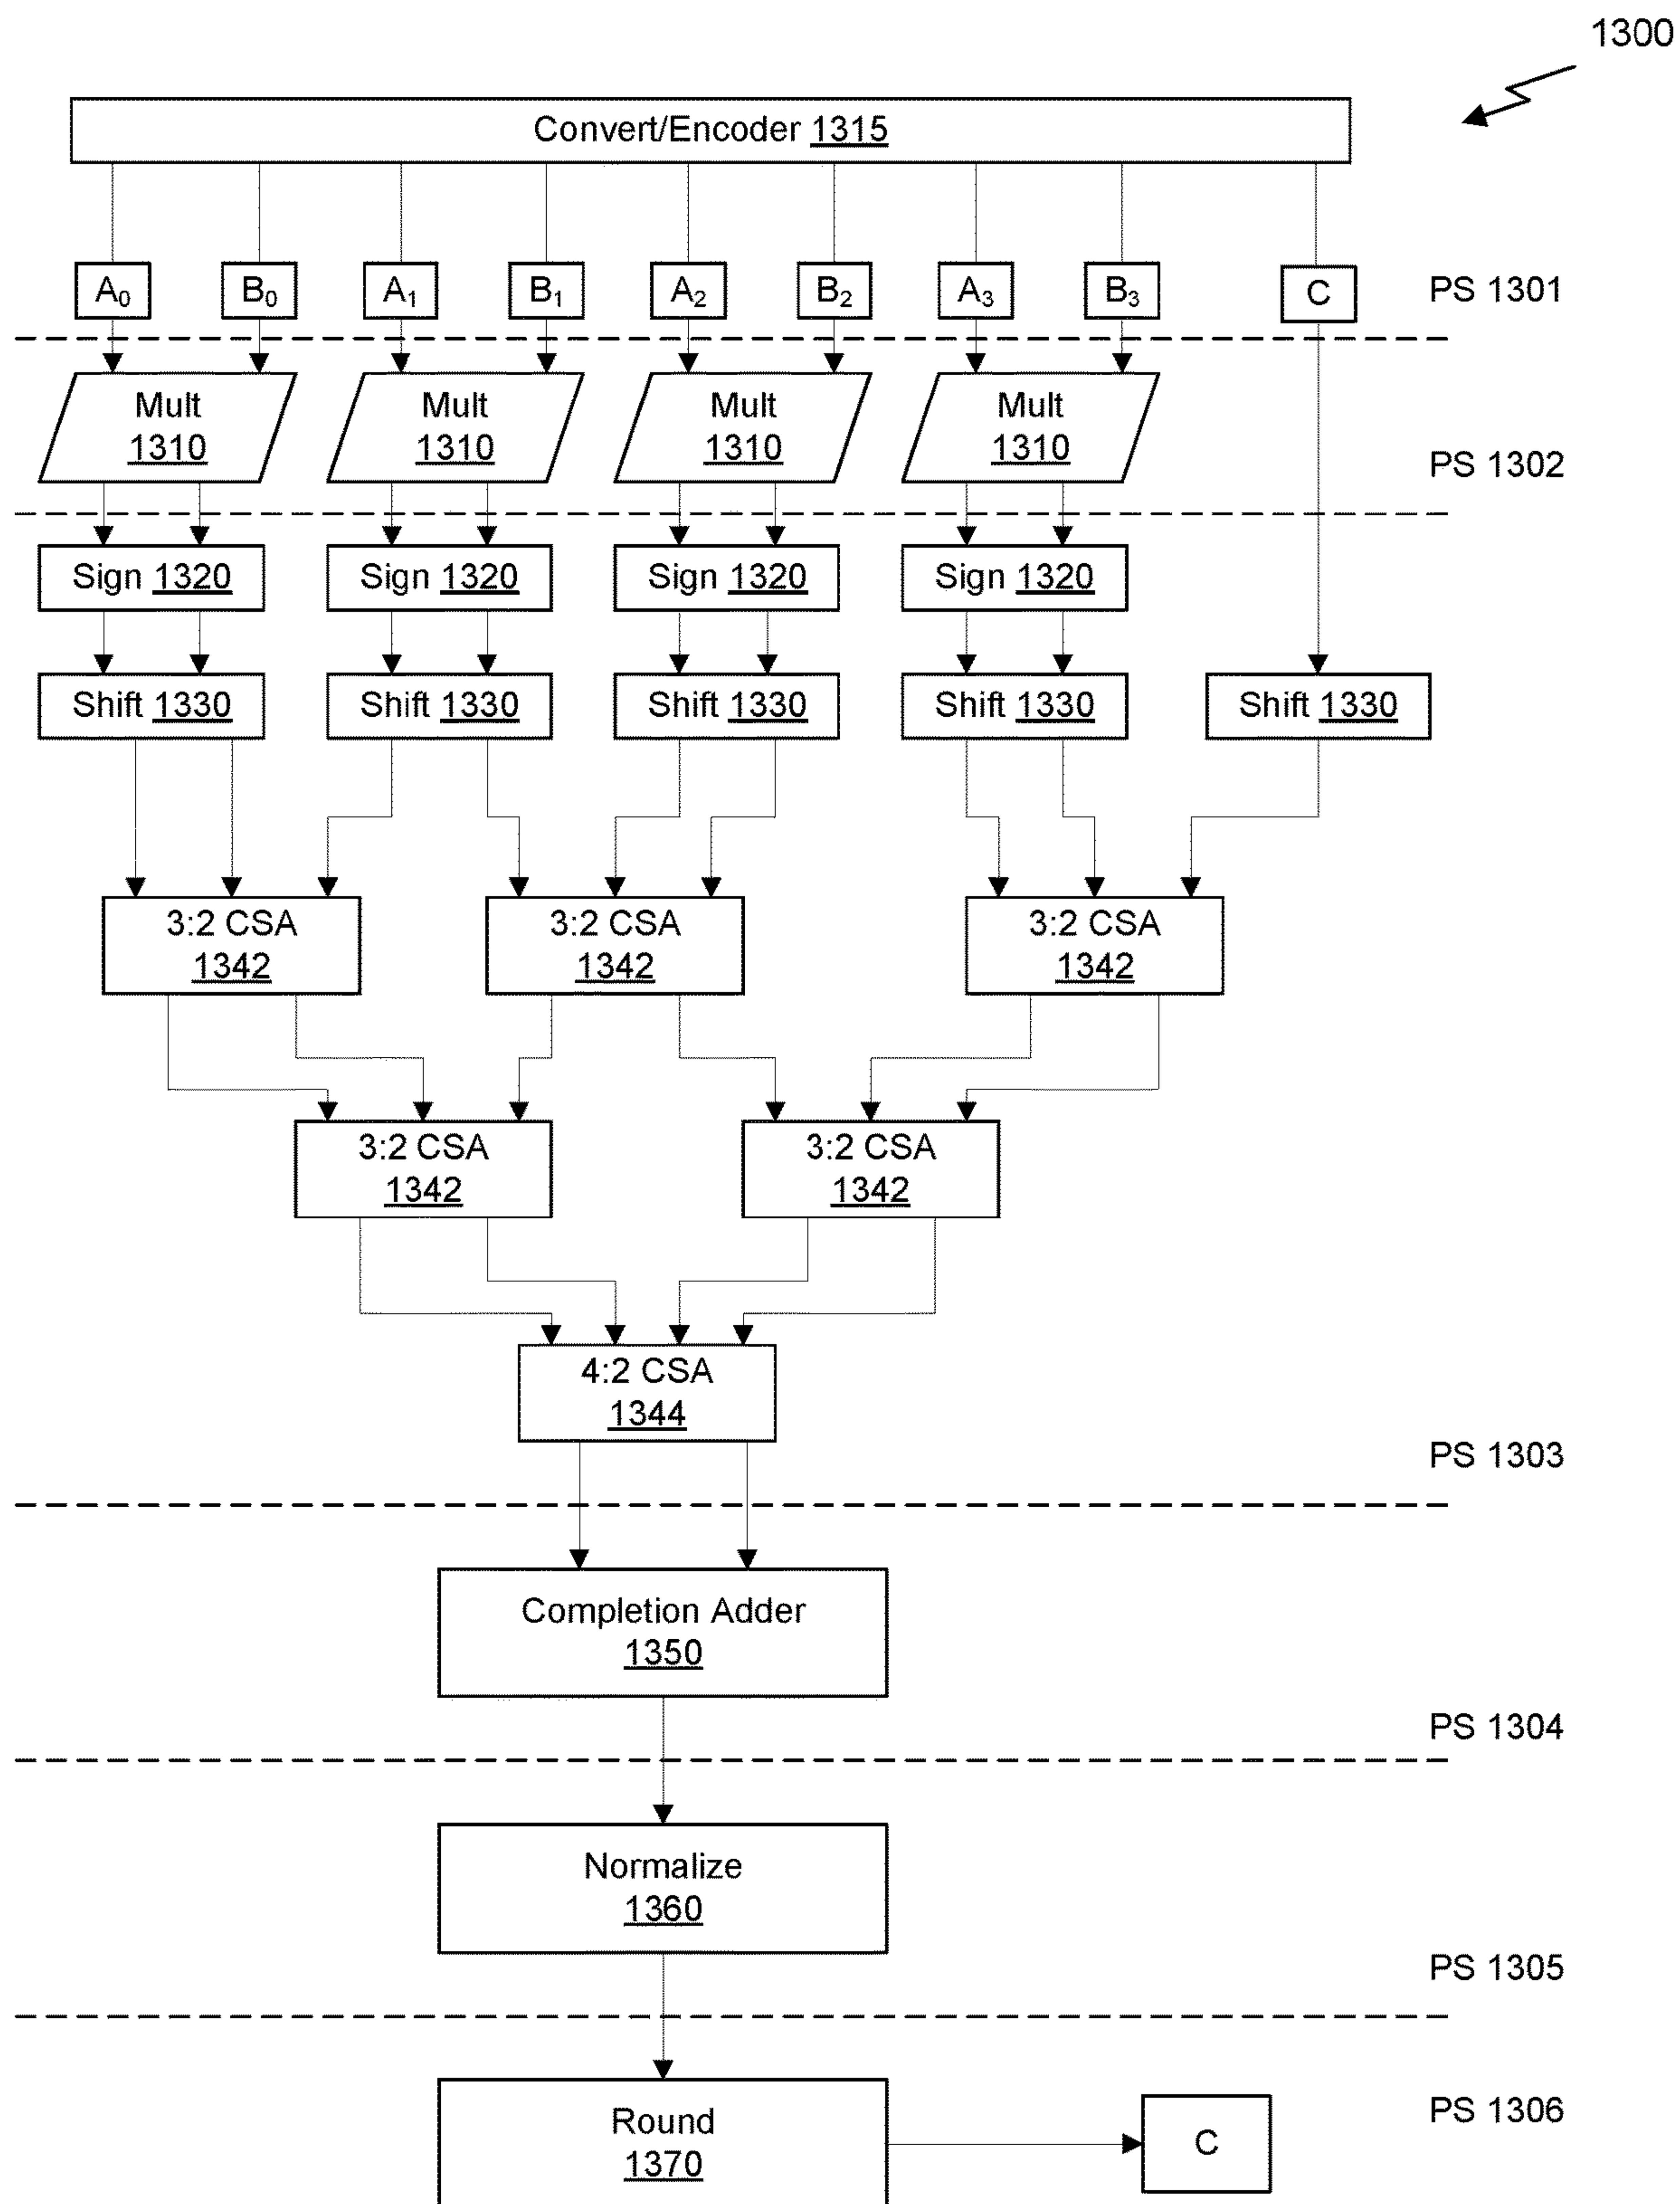 1300
Convert/Encoder 1315
A₀ B₀ A₁ B₁ A₂ B₂ A₃ B₃ C PS 1301
Mult Mult Mult Mult
1310 1310 1310 1310
PS 1302
Sign 1320 Sign 1320 Sign 1320 Sign 1320
Shift 1330 Shift 1330 Shift 1330 Shift 1330 Shift 1330
3:2 CSA 3:2 CSA 3:2 CSA
1342 1342 1342
3:2 CSA 3:2 CSA
1342 1342
4:2 CSA
1344
PS 1303
Completion Adder
1350
PS 1304
Normalize
1360
PS 1305
PS 1306
Round
1370
C